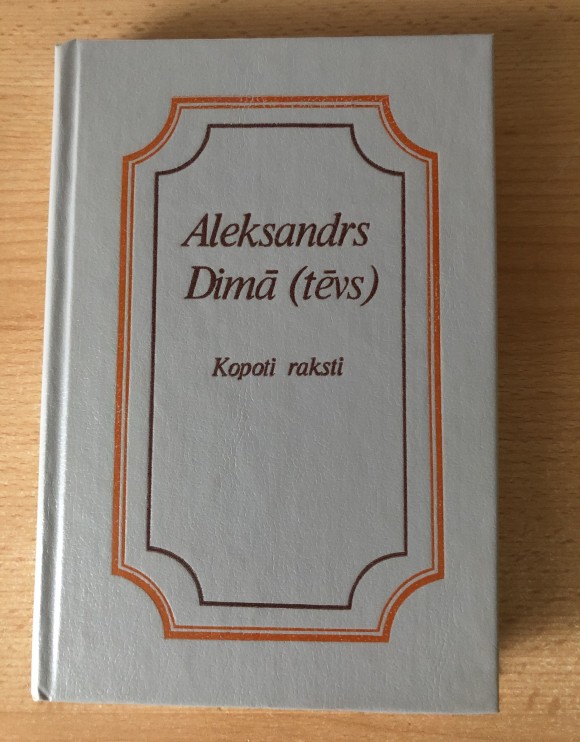 Aleksandrs
Dimā (tēvs)
Kopoti raksti